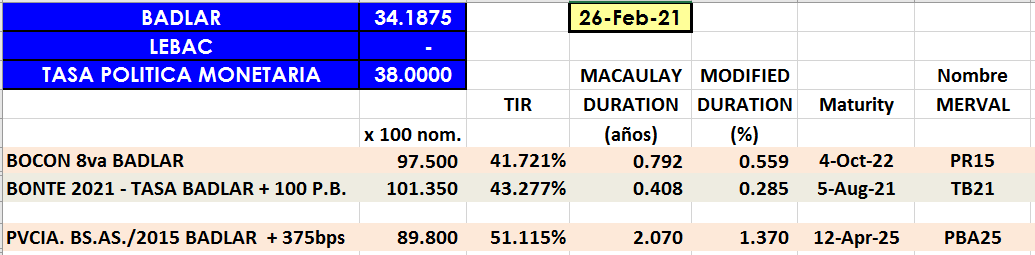 BADLAR 34.1875 26-Feb-21
LEBAC -
TASA POLITICA MONETARIA 38.0000 MACAULAY MODIFIED Nombre
TIR DURATION DURATION Maturity MERVAL
x 100 nom. (años) (%)
BOCON 8va BADLAR 97.500 41.721% 0.792 0.559 4-Oct-22 PR15
BONTE 2021 - TASA BADLAR + 100 P.B. 101.350 43.277% 0.408 0.285 5-Aug-21 TB21
PVCIA. BS.AS./2015 BADLAR + 375bps 89.800 51.115% 2.070 1.370 12-Apr-25 PBA25